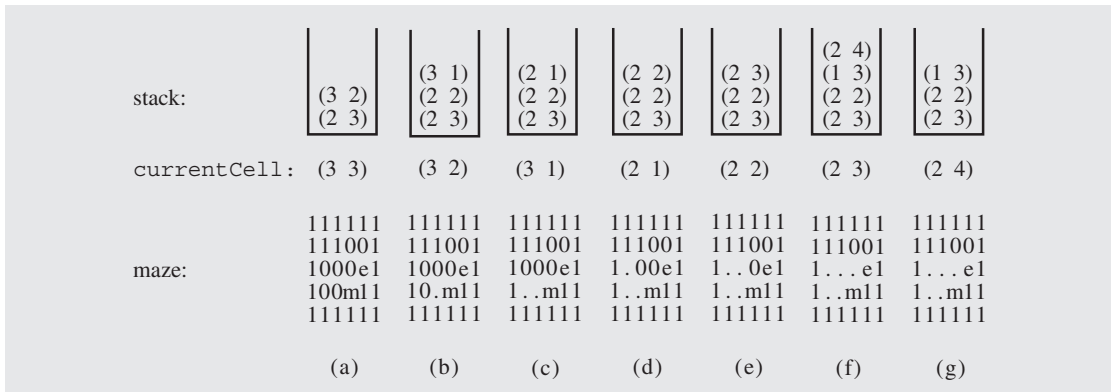 (2 4)
(3 1) (2 1) (2 2) (2 3) (1 3) (1 3)
stack: (3 2) (2 2) (2 2) (2 2) (2 2) (2 2) (2 2)
(2 3) (2 3) (2 3) (2 3) (2 3) (2 3) (2 3)
currentCell: (3 3) (3 2) (3 1) (2 1) (2 2) (2 3) (2 4)
111111 111111 111111 111111 111111 111111 111111
111001 111001 111001 111001 111001 111001 111001
maze: 1000e1 1000e1 1000e1 1.00e1 1..0e1 1...e1 1...e1
100m11 10.m11 1..m11 1..m11 1..m11 1..m11 1..m11
111111 111111 111111 111111 111111 111111 111111
(a) (b) (c) (d) (e) (f) (g)